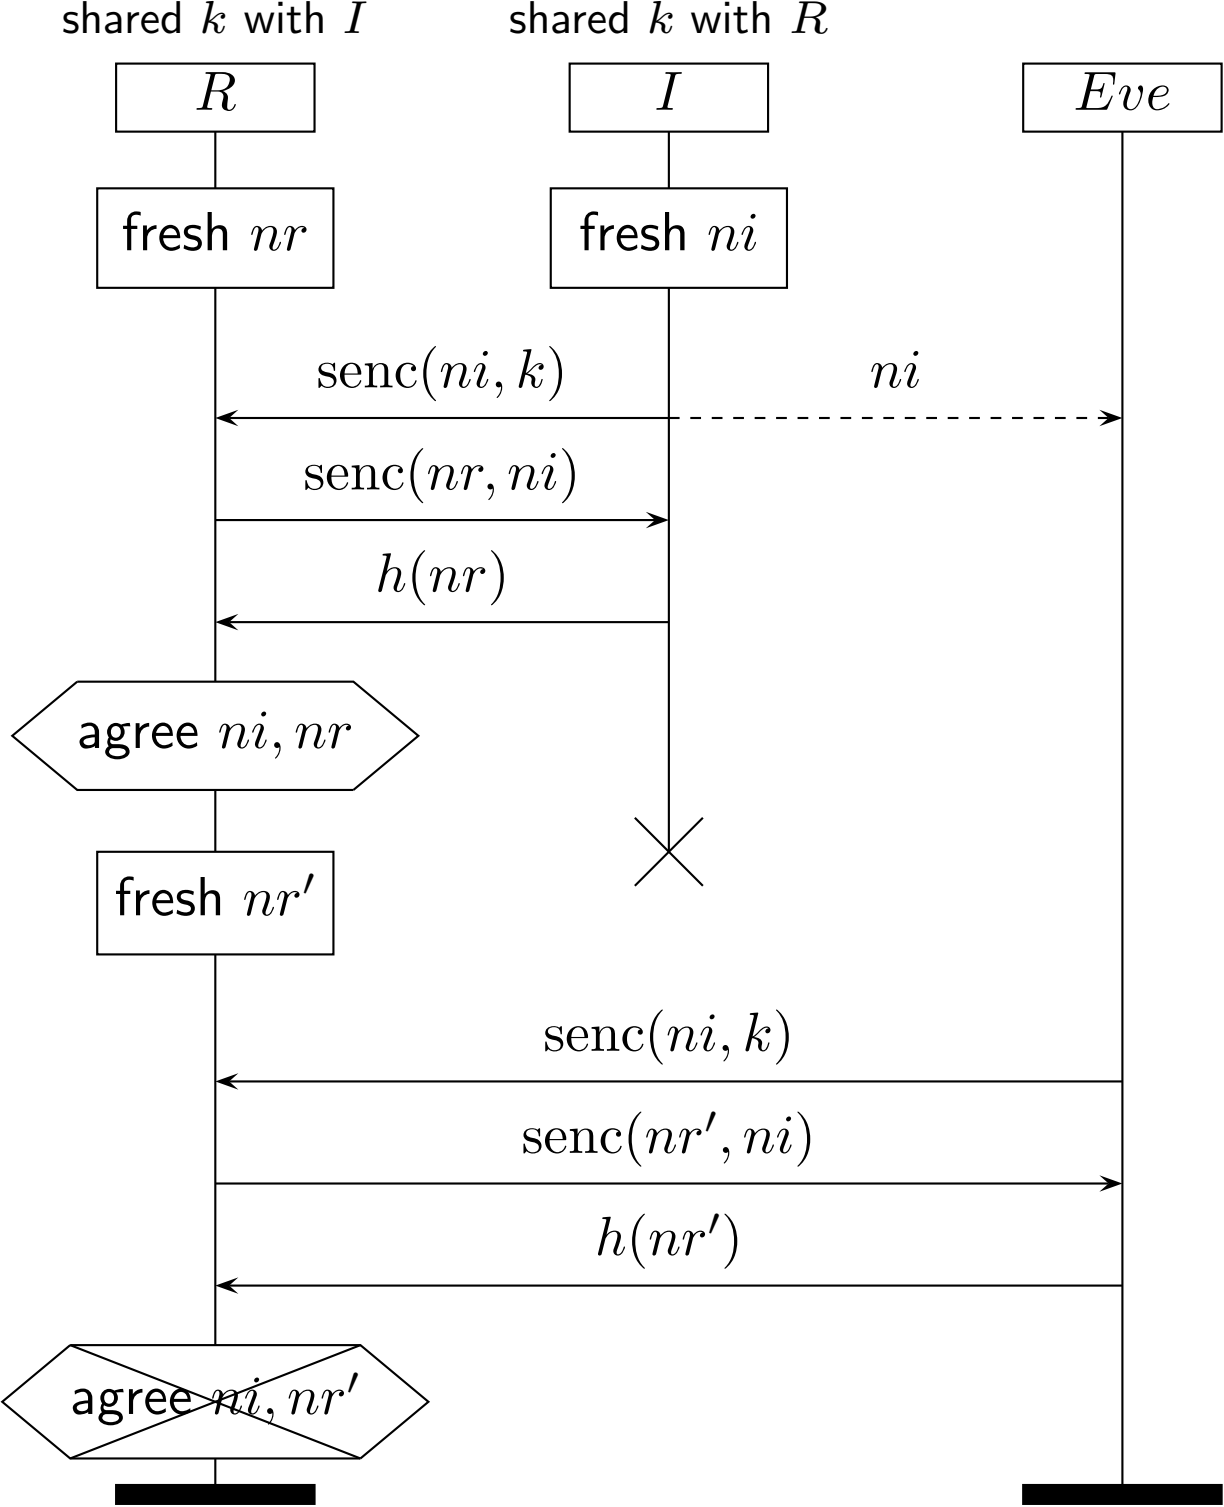 shared k with I
shared k with R
R
I
Eve
fresh nr
fresh ni
senc(ni, k)
ni
senc(nr, ni)
h(nr)
agree ni, nr
fresh nr′
senc(ni, k)
senc(nr′, ni)
h(nr′)
agree ni, nr′